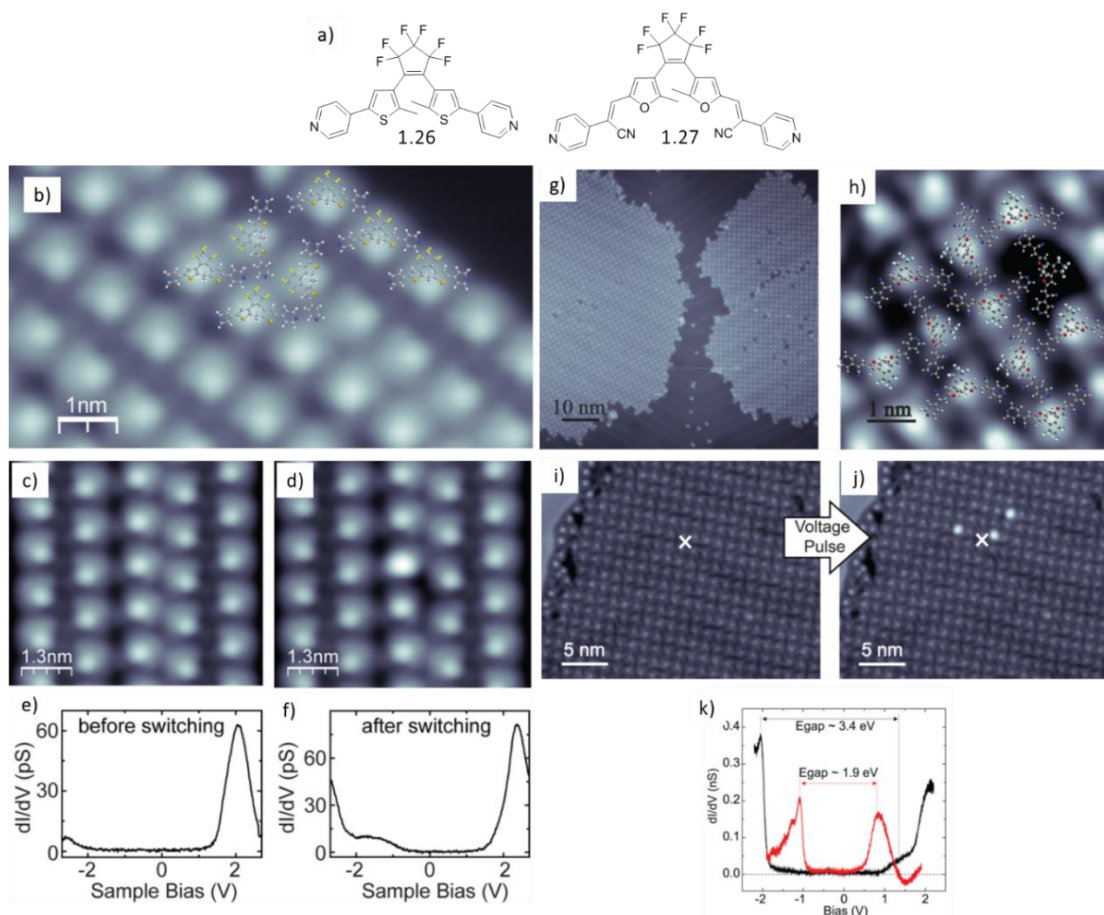 a)
F F F F F F
S S
N N
1.26
F F F F F F
O O
N CN NC N
1.27
b)
1nm
g)
10 nm
h)
1 nm
c)
1.3nm
d)
1.3nm
i)
5 nm
Voltage
Pulse
j)
5 nm
e)
before switching
dI/dV (pS)
60
30
0
-2 0 2
Sample Bias (V)
f)
after switching
dI/dV (pS)
75
50
25
0
-2 0 2
Sample Bias (V)
k)
Egap ~ 3.4 eV
Egap ~ 1.9 eV
dI/dV (nS)
0.4
0.3
0.2
0.1
0.0
-2 -1 0 1 2
Bias (V)